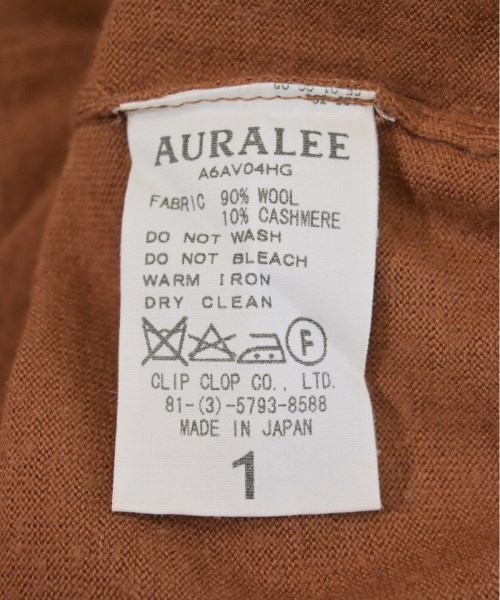 AURALEE
A6AV04HG
FABRIC 90% WOOL
10% CASHMERE
DO NOT WASH
DO NOT BLEACH
WARM IRON
DRY CLEAN
F
CLIP CLOP CO., LTD.
81-(3)-5793-8588
MADE IN JAPAN
1